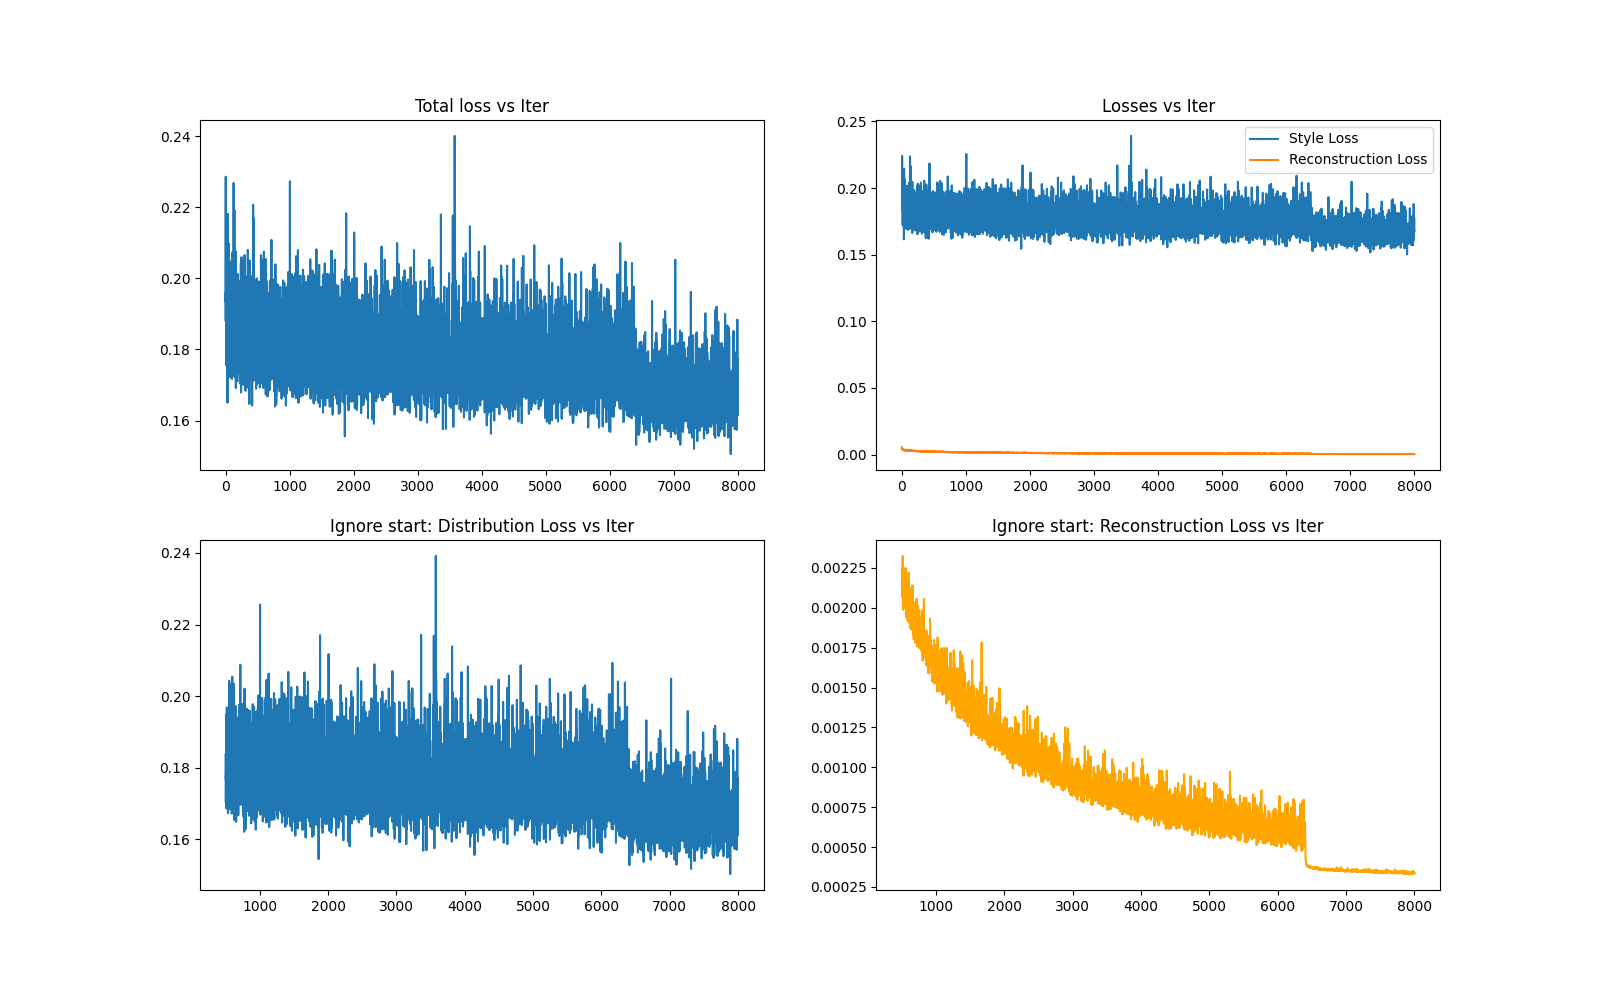 Total loss vs Iter
0.24
0.22
0.20
0.18
0.16
0 1000 2000 3000 4000 5000 6000 7000 8000
Losses vs Iter
0.25
0.20
0.15
0.10
0.05
0.00
Style Loss
Reconstruction Loss
0 1000 2000 3000 4000 5000 6000 7000 8000
Ignore start: Distribution Loss vs Iter
0.24
0.22
0.20
0.18
0.16
1000 2000 3000 4000 5000 6000 7000 8000
Ignore start: Reconstruction Loss vs Iter
0.00225
0.00200
0.00175
0.00150
0.00125
0.00100
0.00075
0.00050
0.00025
1000 2000 3000 4000 5000 6000 7000 8000